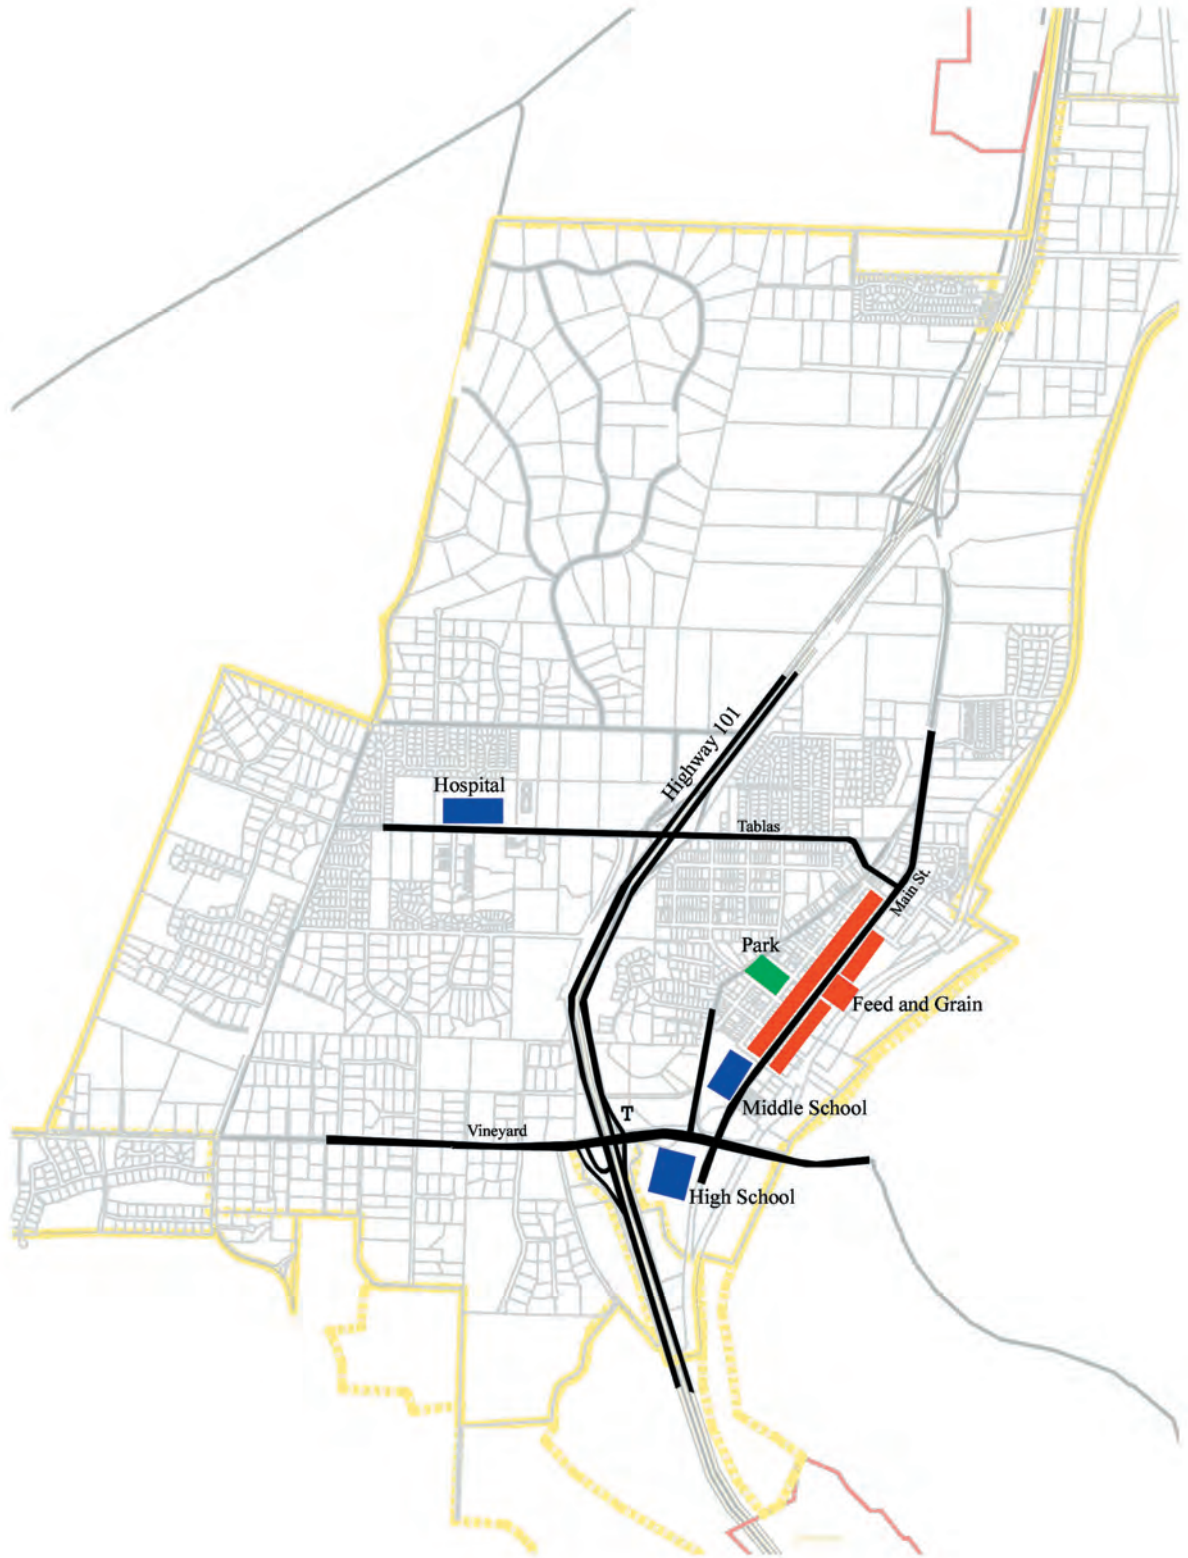 Highway 101
Hospital
Tablas
Main St.
Park
Feed and Grain
T
Middle School
Vineyard
High School